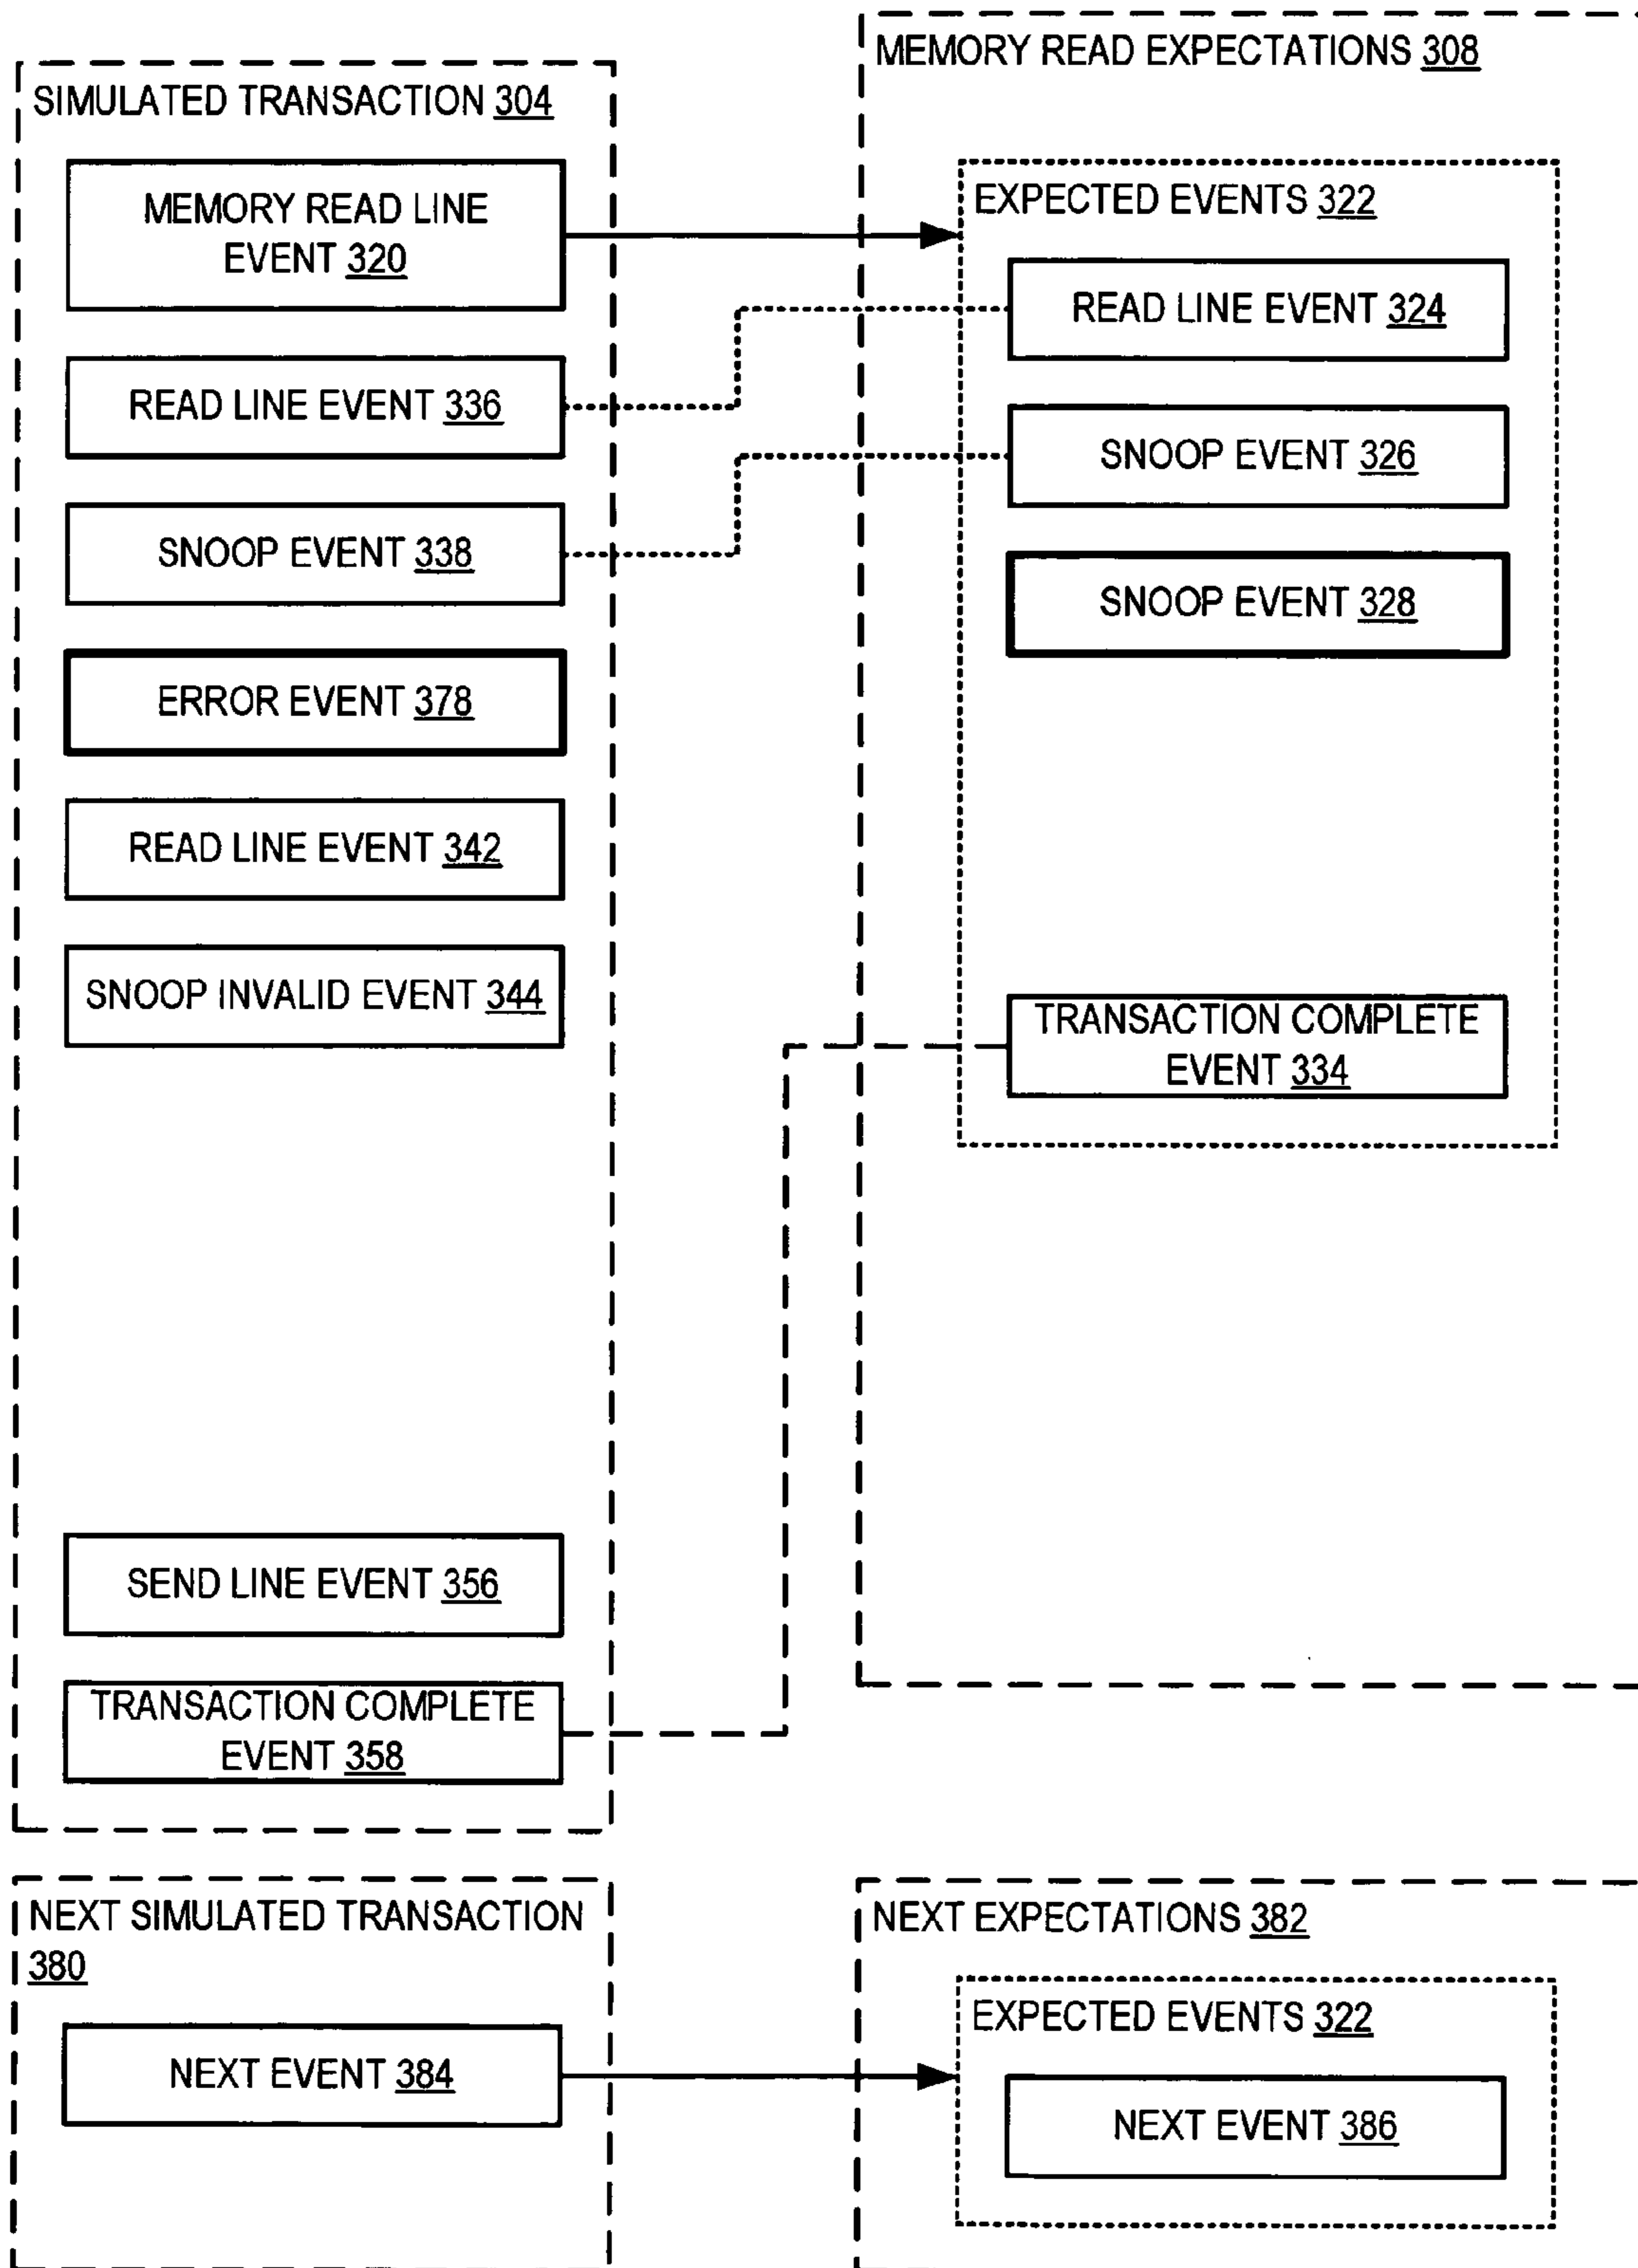 MEMORY READ EXPECTATIONS 308
SIMULATED TRANSACTION 304
MEMORY READ LINE
EVENT 320
EXPECTED EVENTS 322
READ LINE EVENT 324
READ LINE EVENT 336
SNOOP EVENT 326
SNOOP EVENT 338
SNOOP EVENT 328
ERROR EVENT 378
READ LINE EVENT 342
SNOOP INVALID EVENT 344
TRANSACTION COMPLETE
EVENT 334
SEND LINE EVENT 356
TRANSACTION COMPLETE
EVENT 358
NEXT SIMULATED TRANSACTION
380
NEXT EXPECTATIONS 382
EXPECTED EVENTS 322
NEXT EVENT 384
NEXT EVENT 386